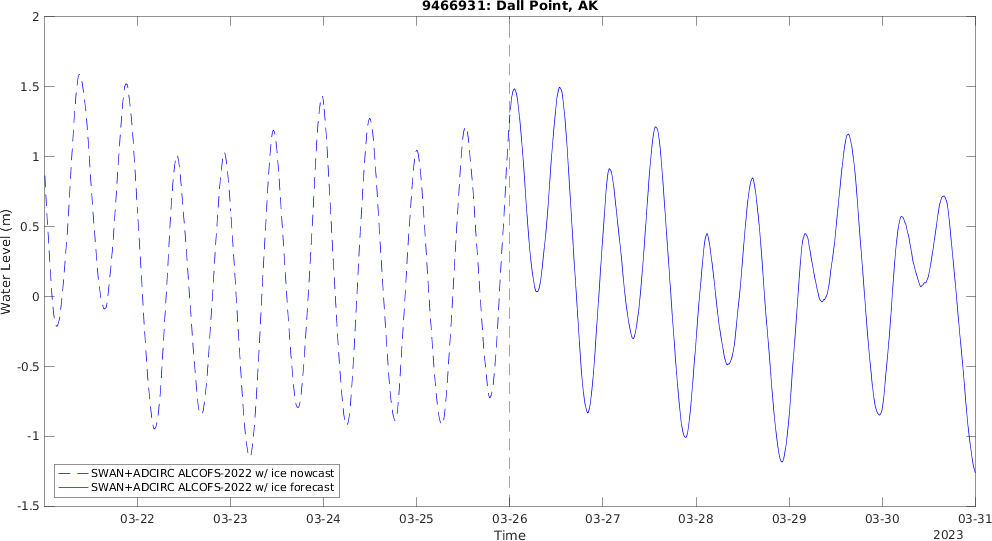 9466931: Dall Point, AK
2
1.5
1
0.5
0
-0.5
-1
-1.5
Water Level (m)
SWAN+ADCIRC ALCOFS-2022 w/ ice nowcast
SWAN+ADCIRC ALCOFS-2022 w/ ice forecast
03-22 03-23 03-24 03-25 03-26 03-27 03-28 03-29 03-30 03-31
Time
2023